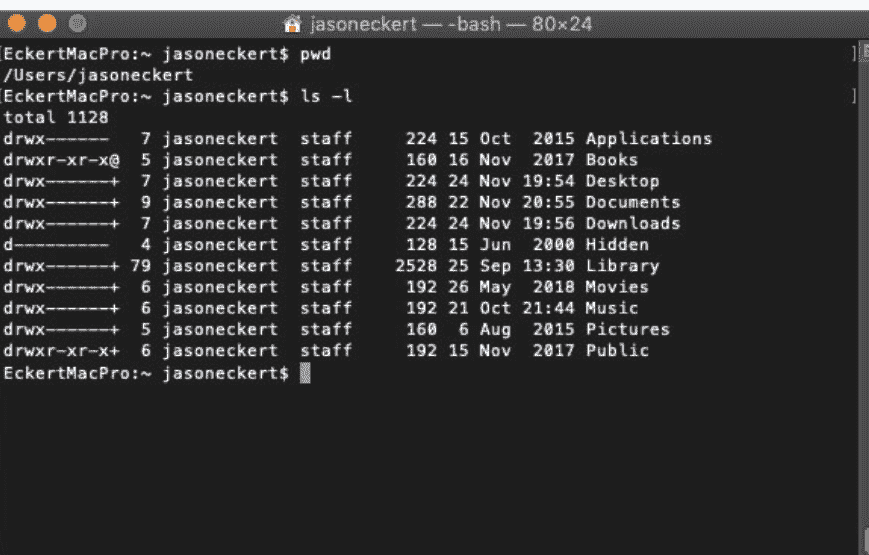 jasoneckert — -bash — 80×24
[EckertMacPro:~ jasoneckert$ pwd ]
/Users/jasoneckert
[EckertMacPro:~ jasoneckert$ ls -l ]
total 1128
drwx------   7 jasoneckert  staff    224 15 Oct  2015 Applications
drwxr-xr-x@  5 jasoneckert  staff    160 16 Nov  2017 Books
drwx------+  7 jasoneckert  staff    224 24 Nov 19:54 Desktop
drwx------+  9 jasoneckert  staff    288 22 Nov 20:55 Documents
drwx------+  7 jasoneckert  staff    224 24 Nov 19:56 Downloads
d---------   4 jasoneckert  staff    128 15 Jun  2000 Hidden
drwx------+ 79 jasoneckert  staff   2528 25 Sep 13:30 Library
drwx------+  6 jasoneckert  staff    192 26 May  2018 Movies
drwx------+  6 jasoneckert  staff    192 21 Oct 21:44 Music
drwx------+  5 jasoneckert  staff    160  6 Aug  2015 Pictures
drwxr-xr-x+  6 jasoneckert  staff    192 15 Nov  2017 Public
EckertMacPro:~ jasoneckert$